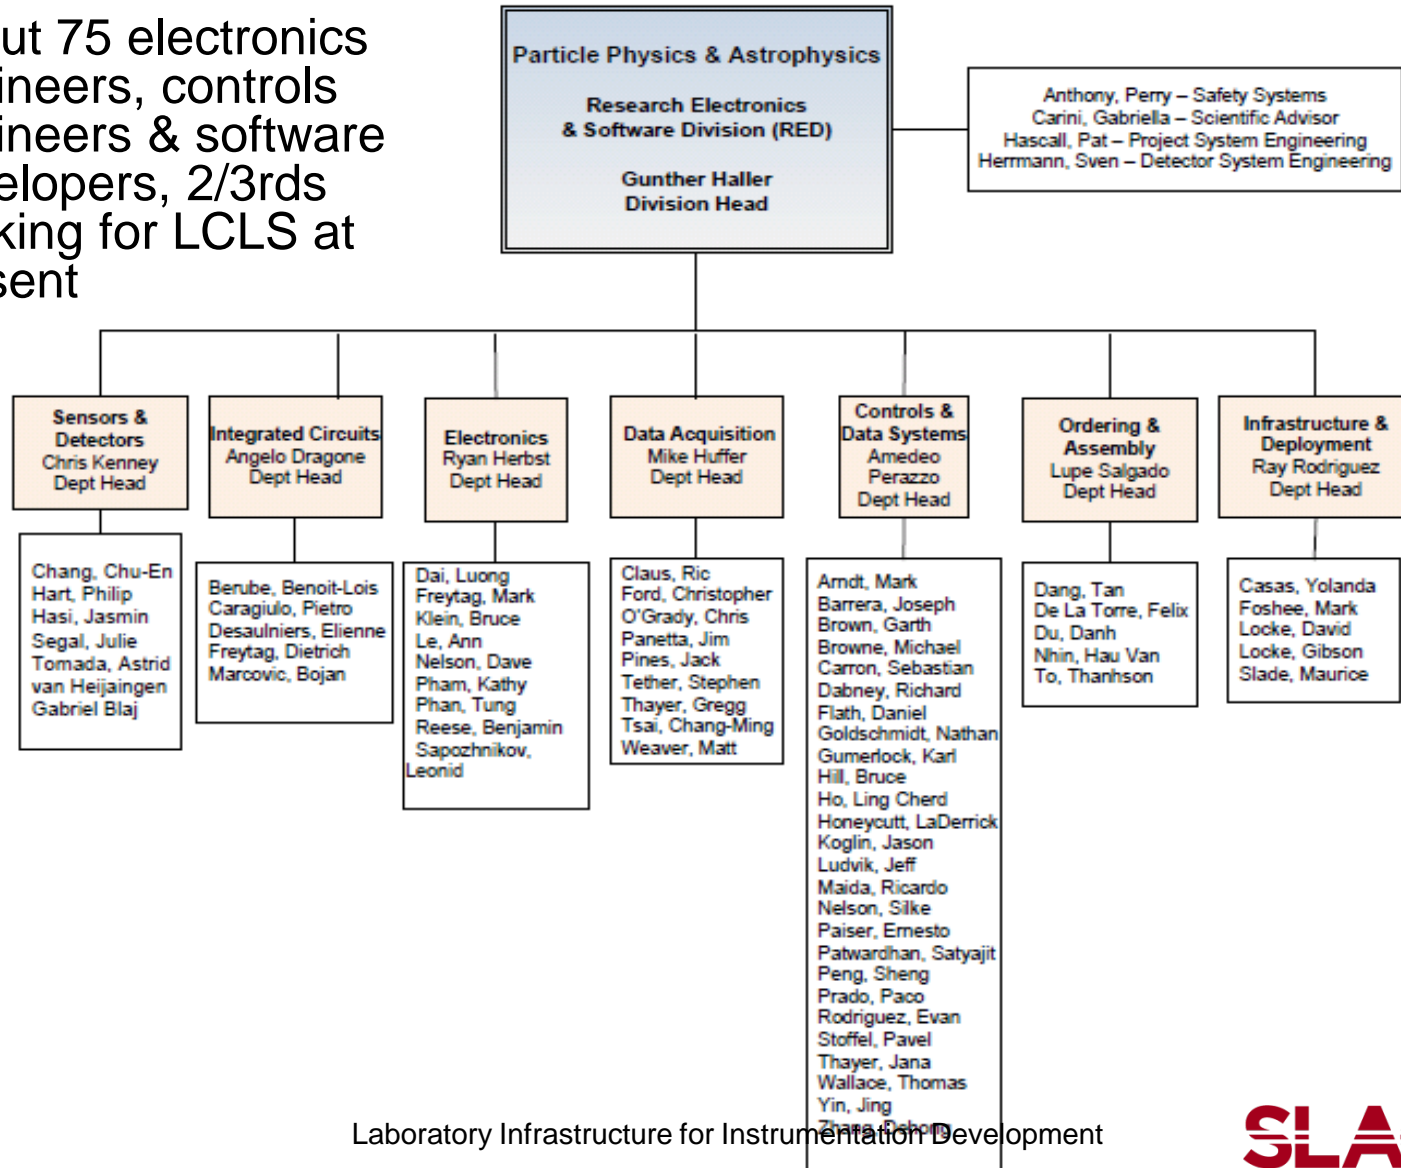 ut 75 electronics
ineers, controls
ineers & software
elopers, 2/3rds
king for LCLS at
sent
Particle Physics & Astrophysics
Research Electronics
& Software Division (RED)
Gunther Haller
Division Head
Anthony, Perry – Safety Systems
Carini, Gabriella – Scientific Advisor
Hascall, Pat – Project System Engineering
Herrmann, Sven – Detector System Engineering
Sensors &
Detectors
Chris Kenney
Dept Head
Integrated Circuits
Angelo Dragone
Dept Head
Electronics
Ryan Herbst
Dept Head
Data Acquisition
Mike Huffer
Dept Head
Controls &
Data Systems
Amedeo
Perazzo
Dept Head
Ordering &
Assembly
Lupe Salgado
Dept Head
Infrastructure &
Deployment
Ray Rodriguez
Dept Head
Chang, Chu-En
Hart, Philip
Hasi, Jasmin
Segal, Julie
Tomada, Astrid
van Heijaingen
Gabriel Blaj
Berube, Benoit-Lois
Caragiulo, Pietro
Desaulniers, Elienne
Freytag, Dietrich
Marcovic, Bojan
Dai, Luong
Freytag, Mark
Klein, Bruce
Le, Ann
Nelson, Dave
Pham, Kathy
Phan, Tung
Reese, Benjamin
Sapozhnikov,
Leonid
Claus, Ric
Ford, Christopher
O'Grady, Chris
Panetta, Jim
Pines, Jack
Tether, Stephen
Thayer, Gregg
Tsai, Chang-Ming
Weaver, Matt
Arndt, Mark
Barrera, Joseph
Brown, Garth
Browne, Michael
Carron, Sebastian
Dabney, Richard
Flath, Daniel
Goldschmidt, Nathan
Gumerlock, Karl
Hill, Bruce
Ho, Ling Cherd
Honeycutt, LaDerrick
Koglin, Jason
Ludvik, Jeff
Maida, Ricardo
Nelson, Silke
Paiser, Ernesto
Patwardhan, Satyajit
Peng, Sheng
Prado, Paco
Rodriguez, Evan
Stoffel, Pavel
Thayer, Jana
Wallace, Thomas
Yin, Jing
Zhang, Dehong
Dang, Tan
De La Torre, Felix
Du, Danh
Nhin, Hau Van
To, Thanhson
Casas, Yolanda
Foshee, Mark
Locke, David
Locke, Gibson
Slade, Maurice
Laboratory Infrastructure for Instrumentation Development
SLA